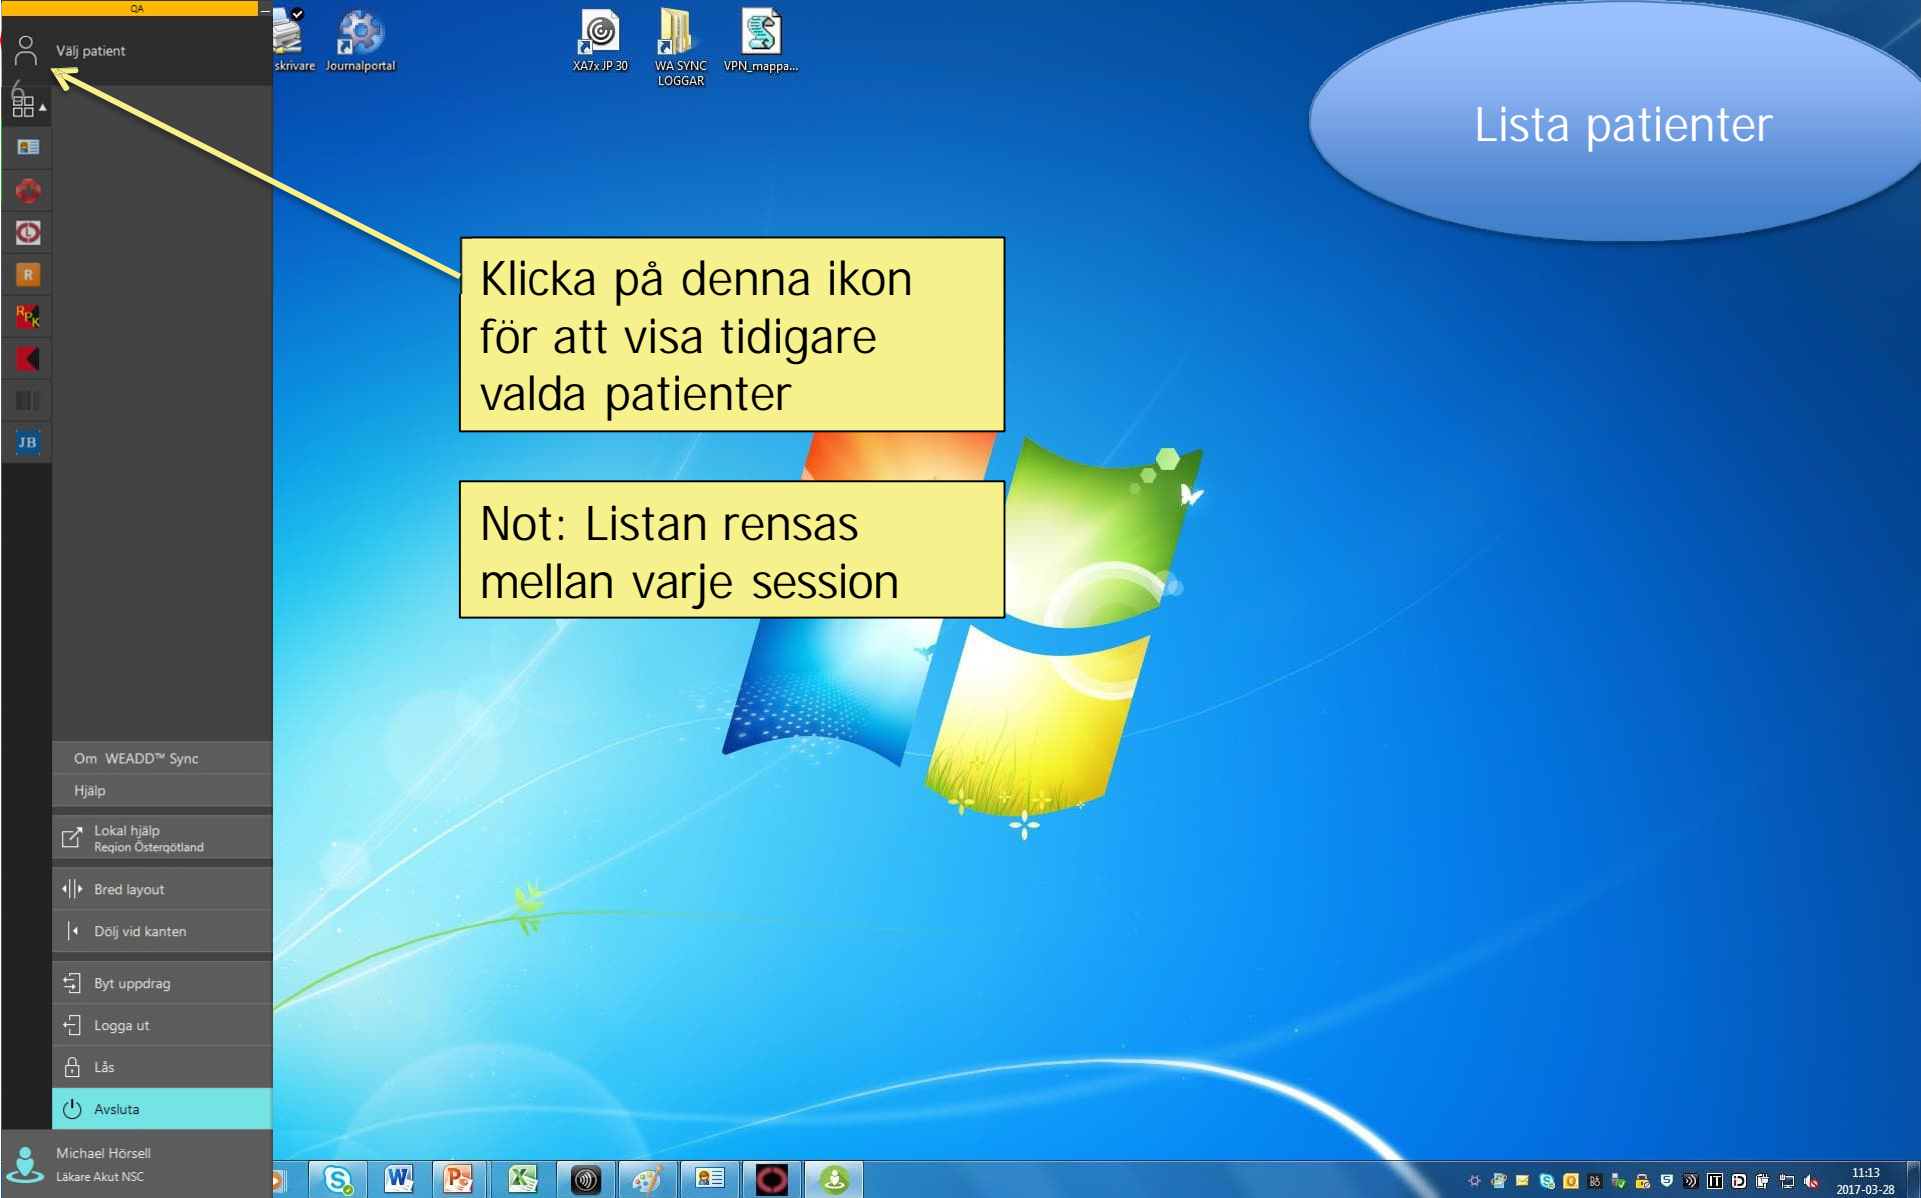 QA
Välj patient
6
skrivare
Journalportal
XA7x JP 30
WA SYNC
LOGGAR
VPN_mappa...
Lista patienter
R
RPK
JB
Klicka på denna ikon
för att visa tidigare
valda patienter
Not: Listan rensas
mellan varje session
Om WEADD™ Sync
Hjälp
Lokal hjälp
Region Östergötland
Bred layout
Dölj vid kanten
Byt uppdrag
Logga ut
Lås
Avsluta
Michael Hörsell
Läkare Akut NSC
11:13
2017-03-28